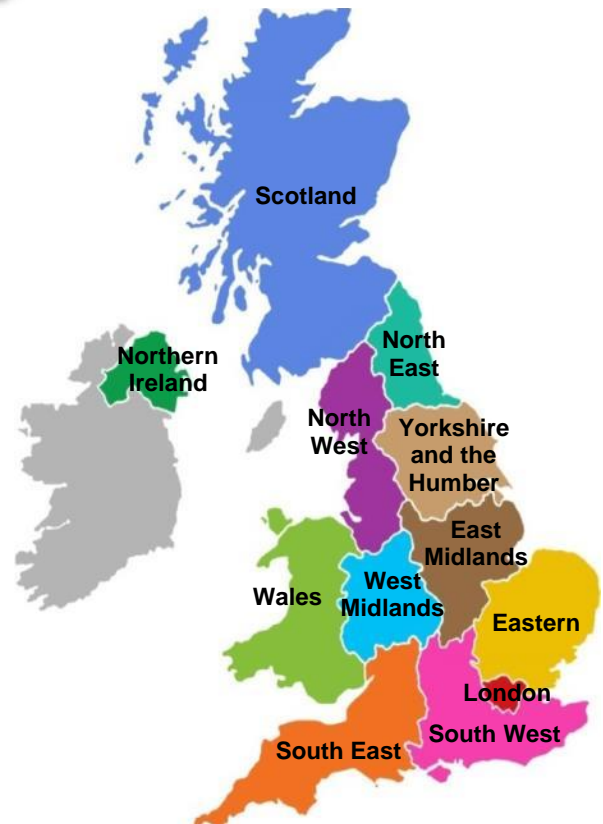 Scotland
North
East
Northern
Ireland
North
West
Yorkshire
and the
Humber
East
Midlands
Wales
West
Midlands
Eastern
London
South East
South West